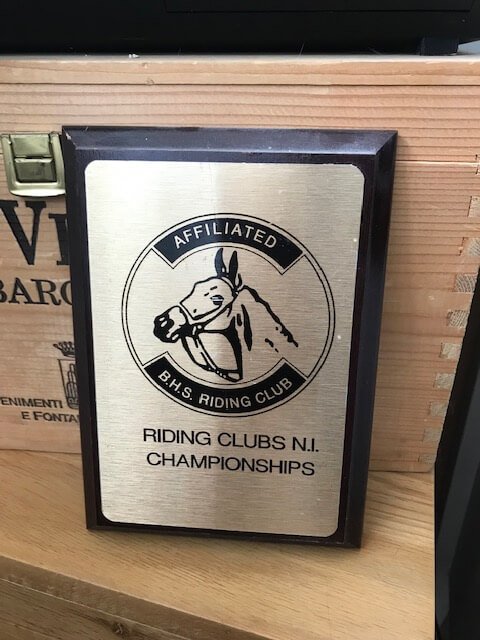 AFFILIATED
B.H.S. RIDING CLUB
RIDING CLUBS N.I.
CHAMPIONSHIPS